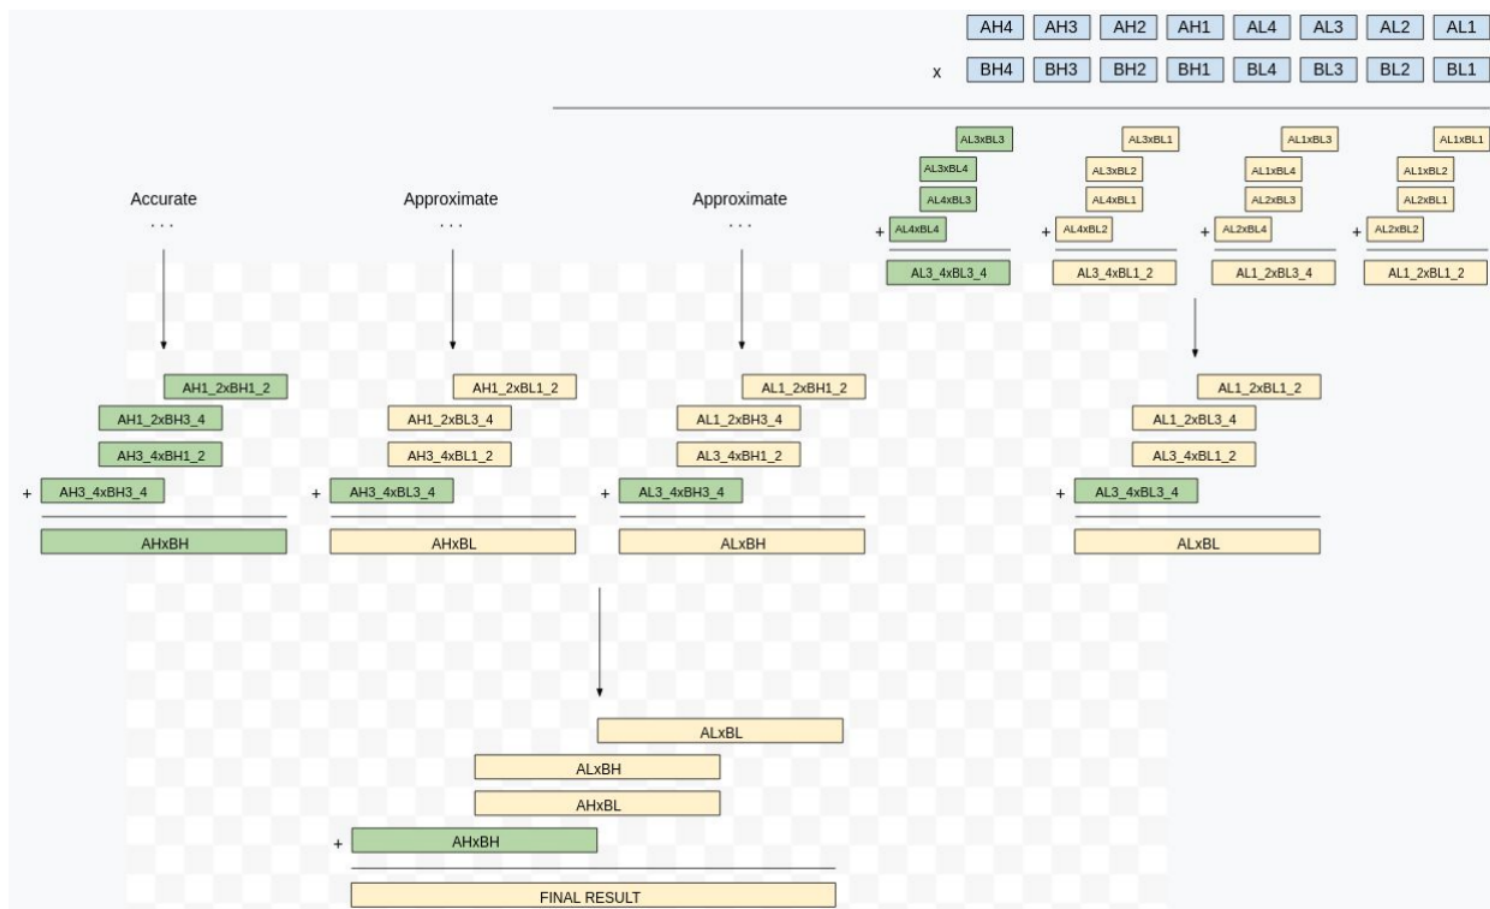 AH4 AH3 AH2 AH1 AL4 AL3 AL2 AL1
x BH4 BH3 BH2 BH1 BL4 BL3 BL2 BL1
AL3xBL3 AL3xBL1 AL1xBL3 AL1xBL1
AL3xBL4 AL3xBL2 AL1xBL4 AL1xBL2
Accurate Approximate Approximate AL4xBL3 AL4xBL1 AL2xBL3 AL2xBL1
... ... ... + AL4xBL4 + AL4xBL2 + AL2xBL4 + AL2xBL2
AL3_4xBL3_4 AL3_4xBL1_2 AL1_2xBL3_4 AL1_2xBL1_2
AH1_2xBH1_2 AH1_2xBL1_2 AL1_2xBH1_2 AL1_2xBL1_2
AH1_2xBH3_4 AH1_2xBL3_4 AL1_2xBH3_4 AL1_2xBL3_4
AH3_4xBH1_2 AH3_4xBL1_2 AL3_4xBH1_2 AL3_4xBL1_2
+ AH3_4xBH3_4 + AH3_4xBL3_4 + AL3_4xBH3_4 + AL3_4xBL3_4
AHxBH AHxBL ALxBH ALxBL
ALxBL
ALxBH
AHxBL
+ AHxBH
FINAL RESULT